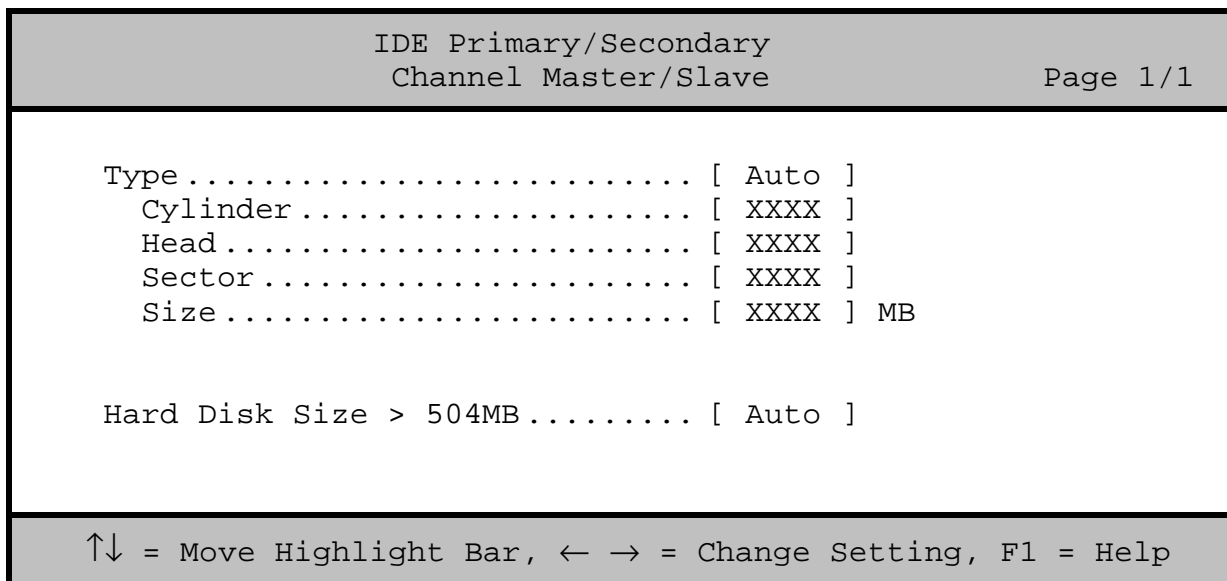 IDE Primary/Secondary
Channel Master/Slave Page 1/1
Type........................... [ Auto ]
Cylinder..................... [ XXXX ]
Head......................... [ XXXX ]
Sector....................... [ XXXX ]
Size......................... [ XXXX ] MB
Hard Disk Size > 504MB......... [ Auto ]
↑↓ = Move Highlight Bar, ← → = Change Setting, F1 = Help